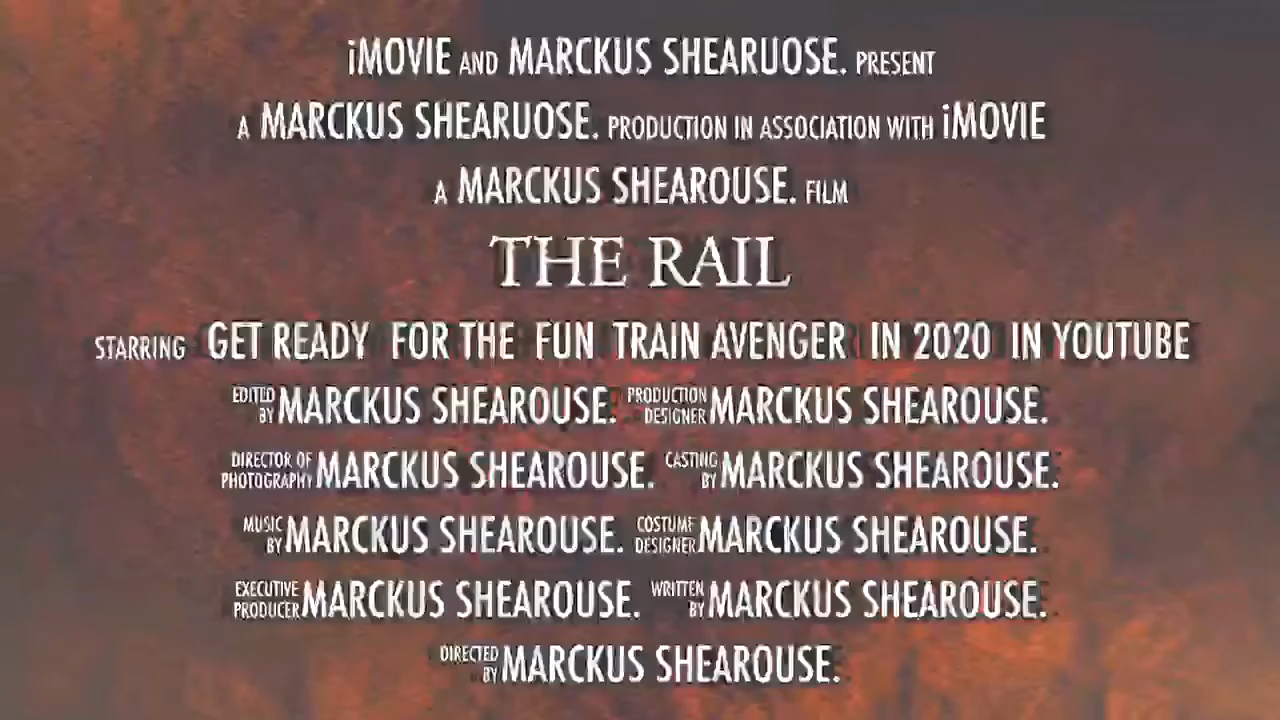 iMOVIE AND MARCKUS SHEARUOSE. PRESENT
A MARCKUS SHEARUOSE. PRODUCTION IN ASSOCIATION WITH iMOVIE
A MARCKUS SHEAROUSE. FILM
THE RAIL
STARRING GET READY FOR THE FUN TRAIN AVENGER IN 2020 IN YOUTUBE
EDITED BY MARCKUS SHEAROUSE. PRODUCTION DESIGNER MARCKUS SHEAROUSE.
DIRECTOR OF PHOTOGRAPHY MARCKUS SHEAROUSE. CASTING BY MARCKUS SHEAROUSE.
MUSIC BY MARCKUS SHEAROUSE. COSTUME DESIGNER MARCKUS SHEAROUSE.
EXECUTIVE PRODUCER MARCKUS SHEAROUSE. WRITTEN BY MARCKUS SHEAROUSE.
DIRECTED BY MARCKUS SHEAROUSE.